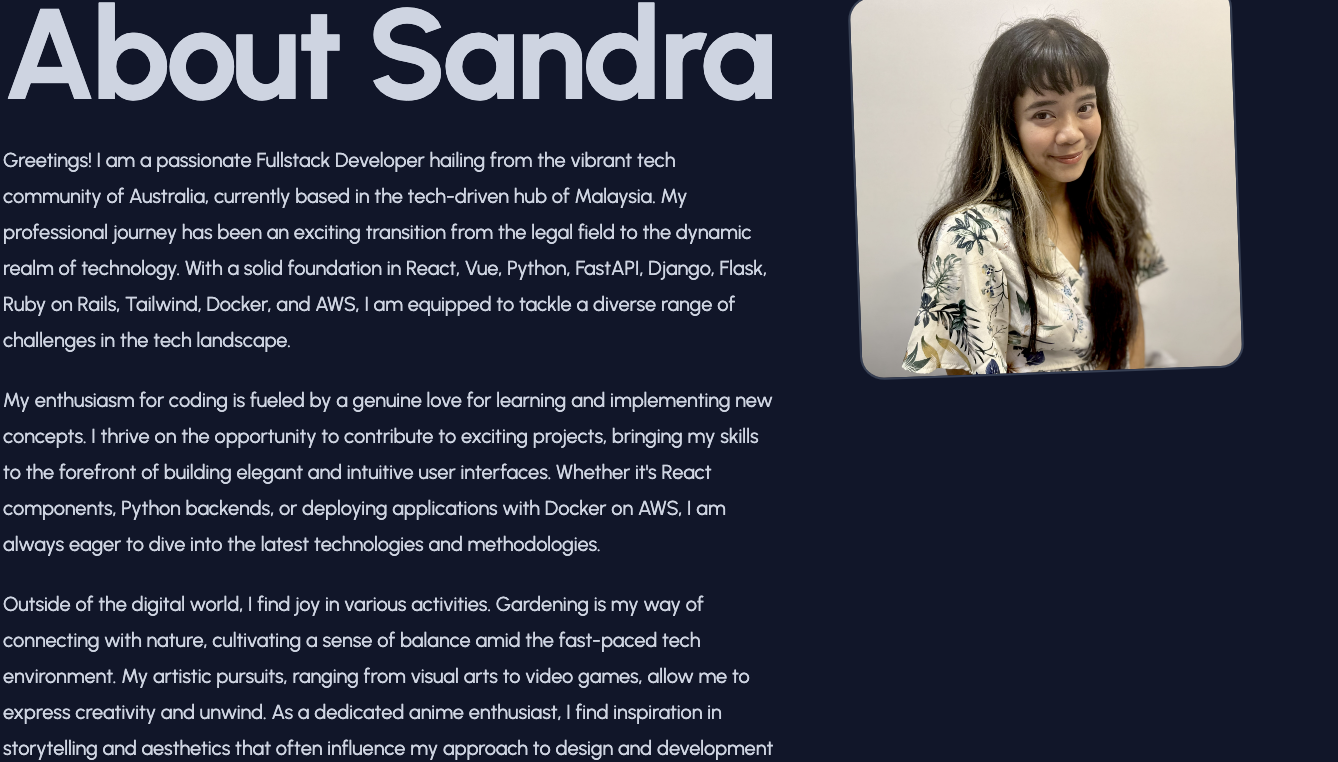 About Sandra
Greetings! I am a passionate Fullstack Developer hailing from the vibrant tech
community of Australia, currently based in the tech-driven hub of Malaysia. My
professional journey has been an exciting transition from the legal field to the dynamic
realm of technology. With a solid foundation in React, Vue, Python, FastAPI, Django, Flask,
Ruby on Rails, Tailwind, Docker, and AWS, I am equipped to tackle a diverse range of
challenges in the tech landscape.
My enthusiasm for coding is fueled by a genuine love for learning and implementing new
concepts. I thrive on the opportunity to contribute to exciting projects, bringing my skills
to the forefront of building elegant and intuitive user interfaces. Whether it's React
components, Python backends, or deploying applications with Docker on AWS, I am
always eager to dive into the latest technologies and methodologies.
Outside of the digital world, I find joy in various activities. Gardening is my way of
connecting with nature, cultivating a sense of balance amid the fast-paced tech
environment. My artistic pursuits, ranging from visual arts to video games, allow me to
express creativity and unwind. As a dedicated anime enthusiast, I find inspiration in
storytelling and aesthetics that often influence my approach to design and development